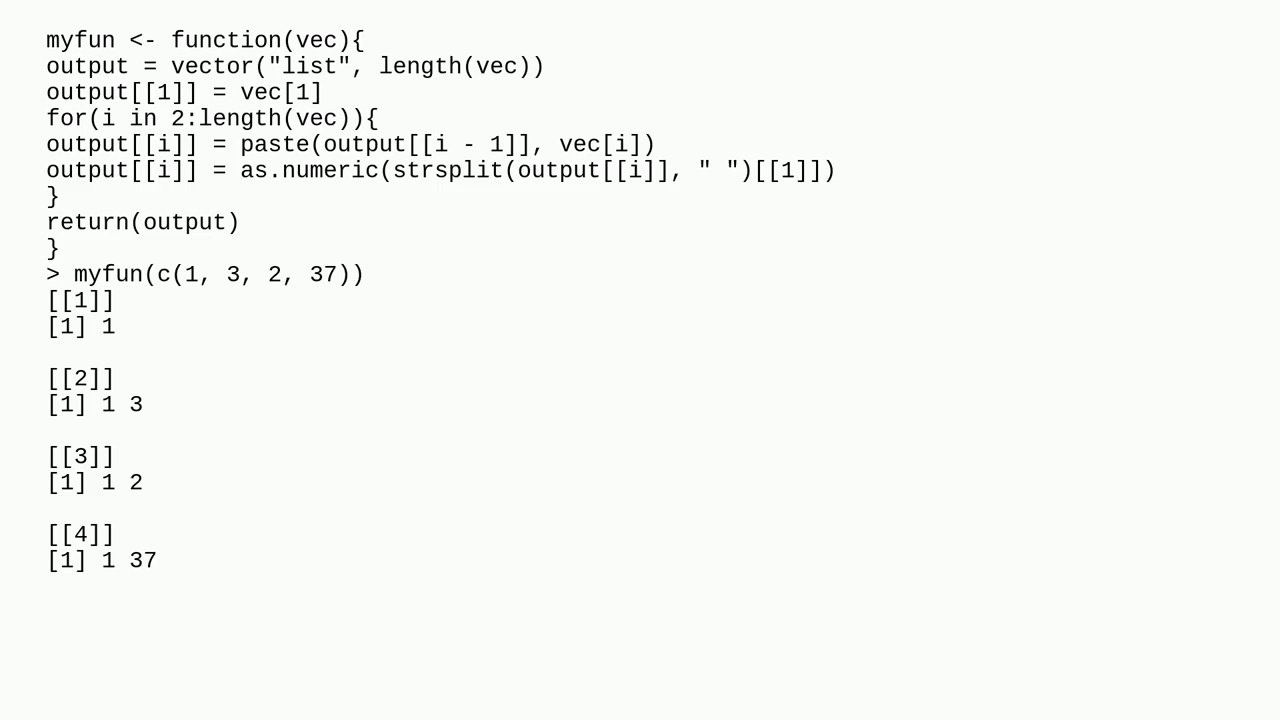 myfun <- function(vec){
output = vector("list", length(vec))
output[[1]] = vec[1]
for(i in 2:length(vec)){
output[[i]] = paste(output[[i - 1]], vec[i])
output[[i]] = as.numeric(strsplit(output[[i]], " ")[[1]])
}
return(output)
}
> myfun(c(1, 3, 2, 37))
[[1]]
[1] 1
[[2]]
[1] 1 3
[[3]]
[1] 1 2
[[4]]
[1] 1 37